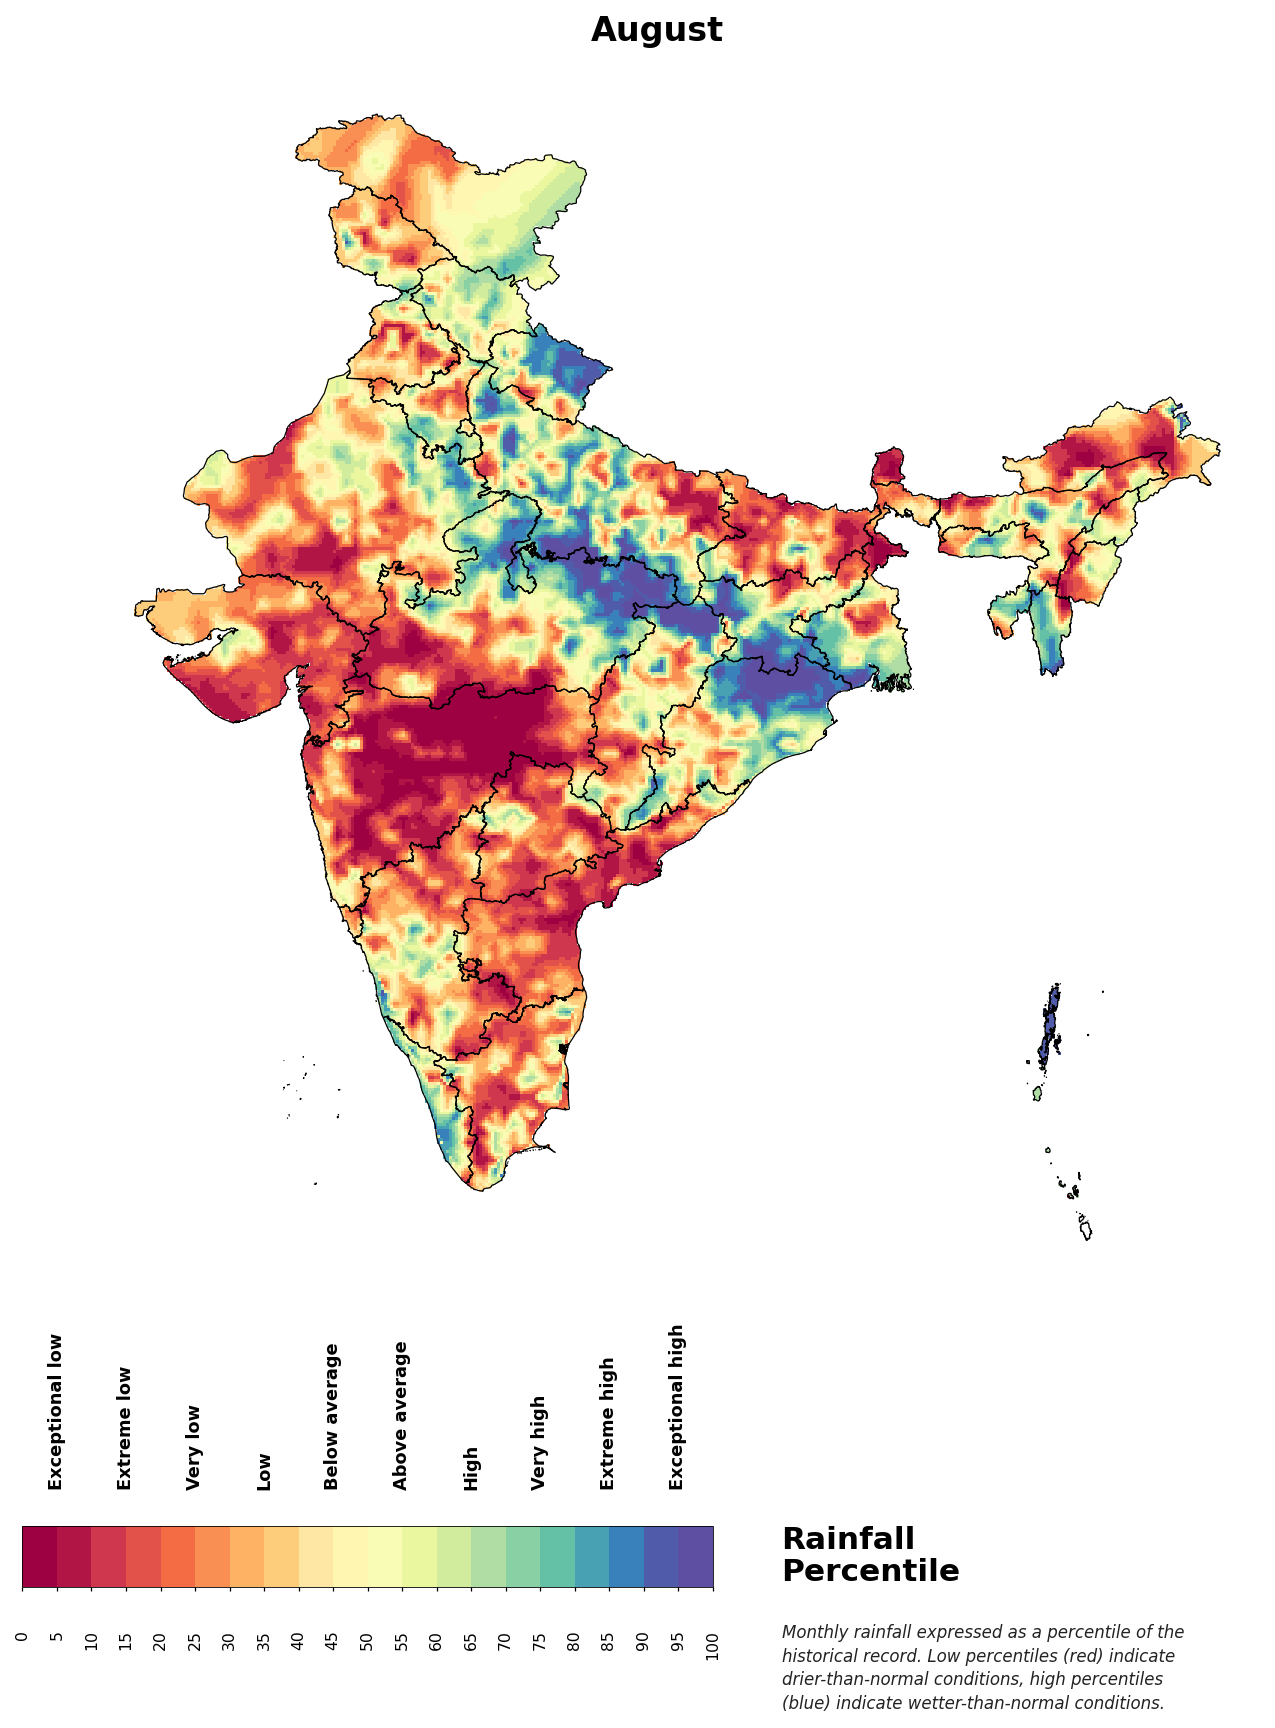 August
Exceptional low
Extreme low
Very low
Low
Below average
Above average
High
Very high
Extreme high
Exceptional high
0
5
10
15
20
25
30
35
40
45
50
55
60
65
70
75
80
85
90
95
100
Rainfall
Percentile
Monthly rainfall expressed as a percentile of the
historical record. Low percentiles (red) indicate
drier-than-normal conditions, high percentiles
(blue) indicate wetter-than-normal conditions.